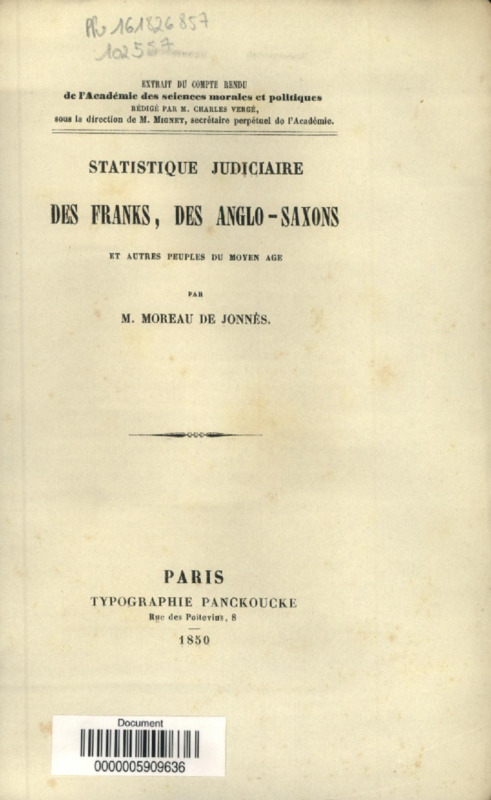 PPN 161826857
102557
EXTRAIT DU COMPTE RENDU
de l'Académie des sciences morales et politiques
RÉDIGÉ PAR M. CHARLES VERGÉ,
sous la direction de M. MIGNET, secrétaire perpétuel de l'Académie.
STATISTIQUE JUDICIAIRE
DES FRANKS, DES ANGLO-SAXONS
ET AUTRES PEUPLES DU MOYEN AGE
PAR
M. MOREAU DE JONNÈS.
PARIS
TYPOGRAPHIE PANCKOUCKE
Rue des Poitevins, 8
1850
Document
0000005909636